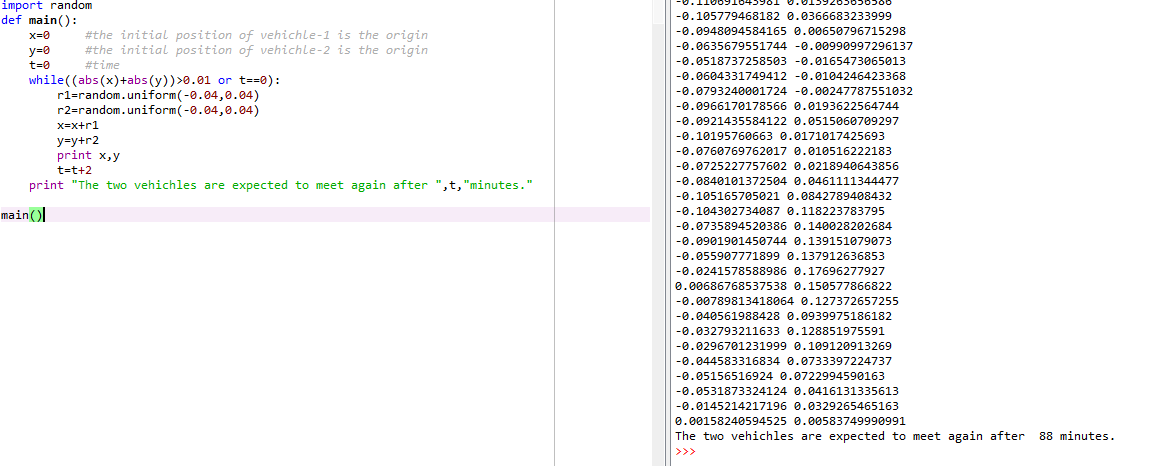 import random
def main():
    x=0     #the initial position of vehichle-1 is the origin
    y=0     #the initial position of vehichle-2 is the origin
    t=0     #time
    while((abs(x)+abs(y))>0.01 or t==0):
        r1=random.uniform(-0.04,0.04)
        r2=random.uniform(-0.04,0.04)
        x=x+r1
        y=y+r2
        print x,y
        t=t+2
    print "The two vehichles are expected to meet again after ",t,"minutes."
main()
-0.110691643981 0.0139263656586
-0.105779468182 0.0366683233999
-0.0948094584165 0.00650796715298
-0.0635679551744 -0.00990997296137
-0.0518737258503 -0.0165473065013
-0.0604331749412 -0.0104246423368
-0.0793240001724 -0.00247787551032
-0.0966170178566 0.0193622564744
-0.0921435584122 0.0515060709297
-0.10195760663 0.0171017425693
-0.0760769762017 0.010516222183
-0.0725227757602 0.0218940643856
-0.0840101372504 0.0461111344477
-0.105165705021 0.0842789408432
-0.104302734087 0.118223783795
-0.0735894520386 0.140028202684
-0.0901901450744 0.139151079073
-0.055907771899 0.137912636853
-0.0241578588986 0.17696277927
0.00686768537538 0.150577866822
-0.00789813418064 0.127372657255
-0.040561988428 0.0939975186182
-0.032793211633 0.128851975591
-0.0296701231999 0.109120913269
-0.044583316834 0.0733397224737
-0.05156516924 0.0722994590163
-0.0531873324124 0.0416131335613
-0.0145214217196 0.0329265465163
0.00158240594525 0.00583749990991
The two vehichles are expected to meet again after  88 minutes.
>>>